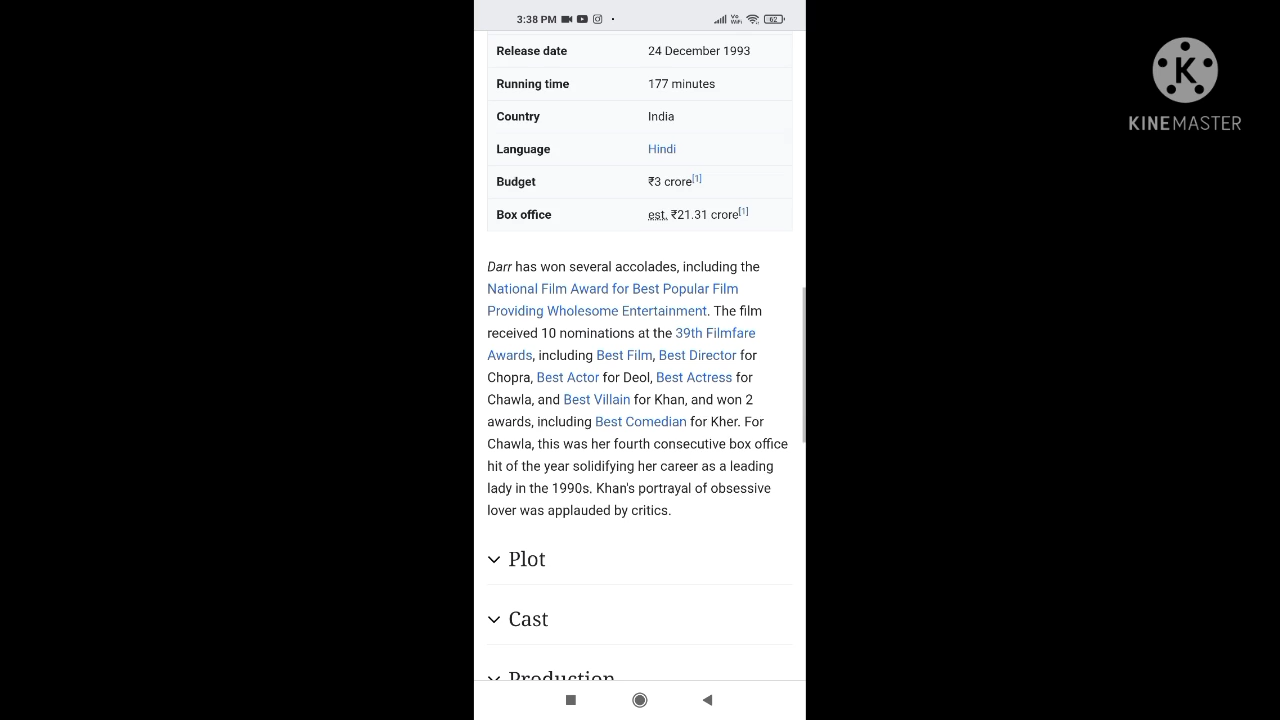 3:38 PM
Vo
WiFi
62
Release date 24 December 1993
Running time 177 minutes
Country India
Language Hindi
Budget ₹3 crore[1]
Box office est. ₹21.31 crore[1]
Darr has won several accolades, including the
National Film Award for Best Popular Film
Providing Wholesome Entertainment. The film
received 10 nominations at the 39th Filmfare
Awards, including Best Film, Best Director for
Chopra, Best Actor for Deol, Best Actress for
Chawla, and Best Villain for Khan, and won 2
awards, including Best Comedian for Kher. For
Chawla, this was her fourth consecutive box office
hit of the year solidifying her career as a leading
lady in the 1990s. Khan's portrayal of obsessive
lover was applauded by critics.
Plot
Cast
Production
K
KINEMASTER